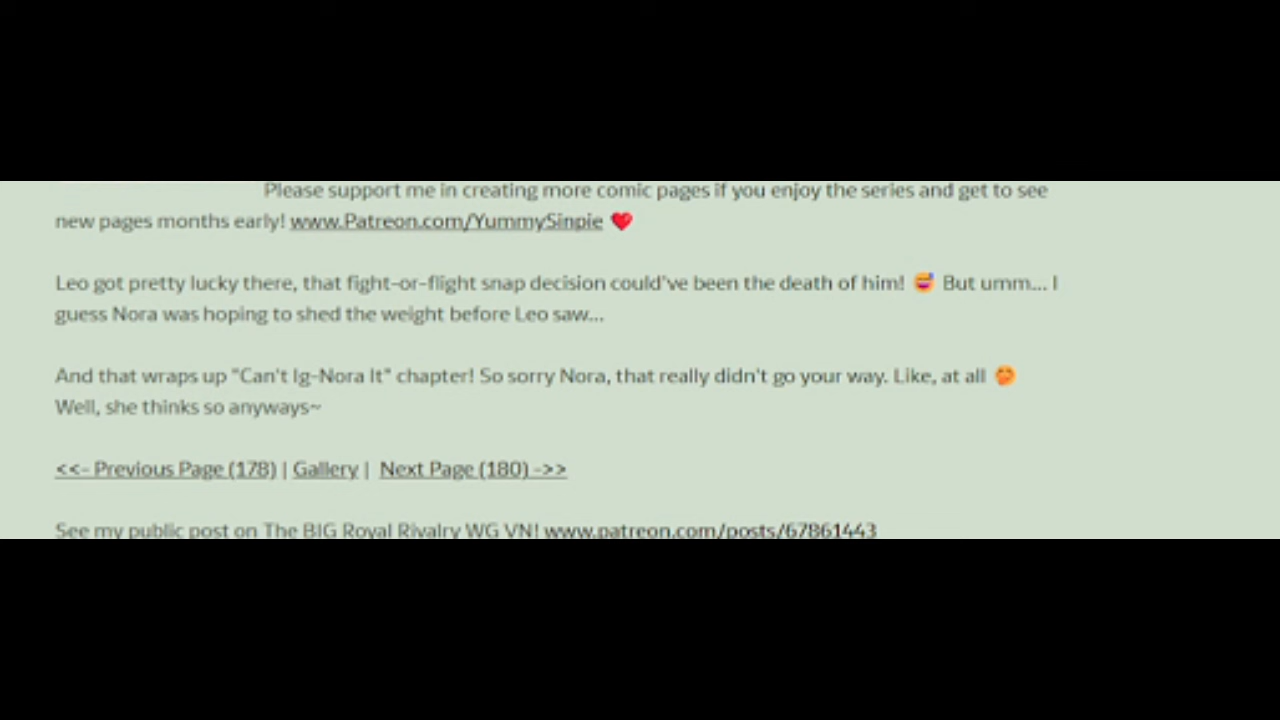 Please support me in creating more comic pages if you enjoy the series and get to see
new pages months early! www.Patreon.com/YummySinpie ❤️
Leo got pretty lucky there, that fight-or-flight snap decision could've been the death of him! 😅 But umm... I
guess Nora was hoping to shed the weight before Leo saw...
And that wraps up "Can't Ig-Nora It" chapter! So sorry Nora, that really didn't go your way. Like, at all 🤭
Well, she thinks so anyways~
<<- Previous Page (178) | Gallery | Next Page (180) ->>
See my public post on The BIG Royal Rivalry WG VN! www.patreon.com/posts/67861443